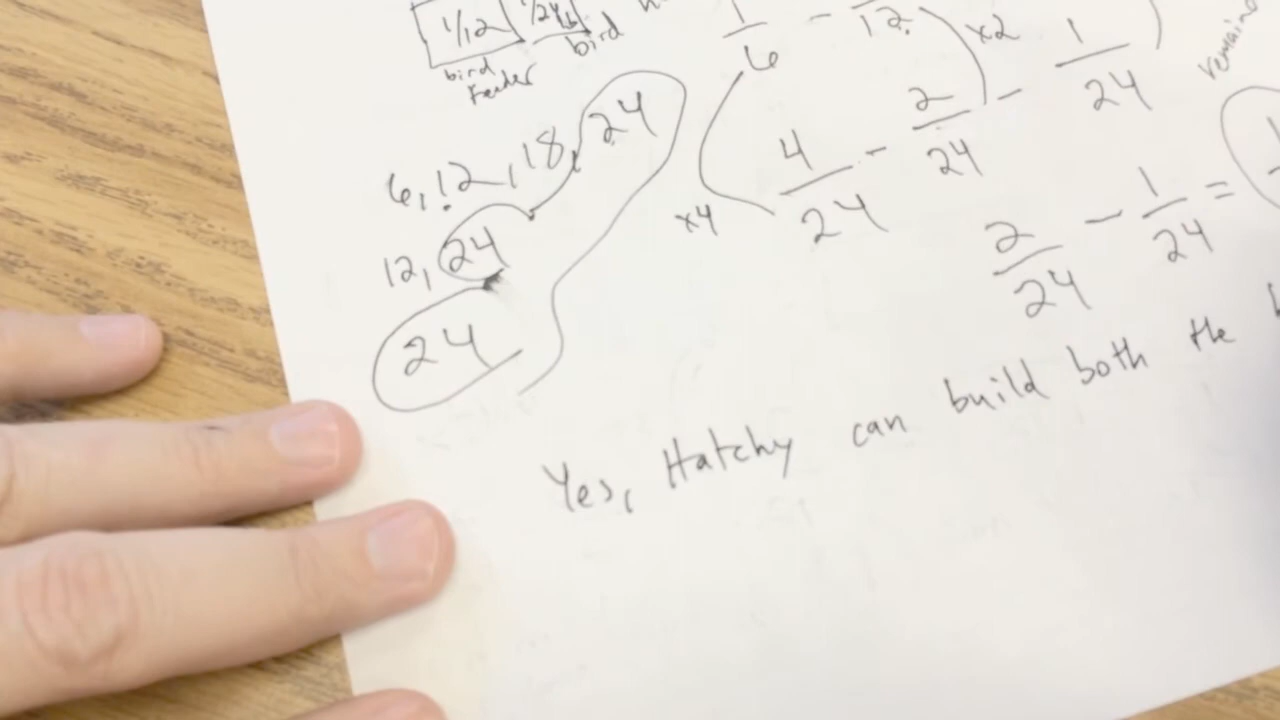 1/12 1/24
bird bird
Feeder
1/6 - /12 x2 1/24 remain
6, 12, 18, 24
4/24 - 2/24 -
x4
12, 24
2/24 - 1/24 =
24
Yes, Hatchy can build both the